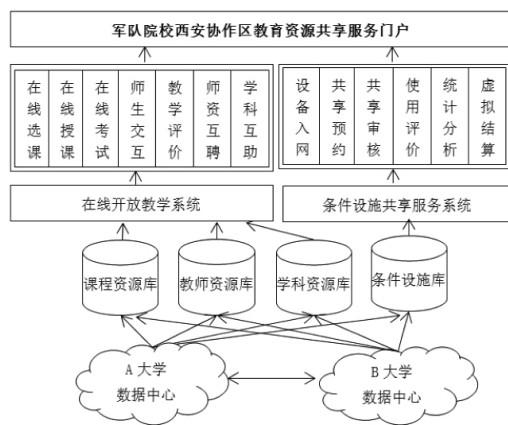 军队院校西安协作区教育资源共享服务门户
在线选课
在线授课
在线考试
师生交互
教学评价
师资互聘
学科互助
设备入网
共享预约
共享审核
使用评价
统计分析
虚拟结算
在线开放教学系统
条件设施共享服务系统
课程资源库
教师资源库
学科资源库
条件设施库
A 大学
数据中心
B 大学
数据中心